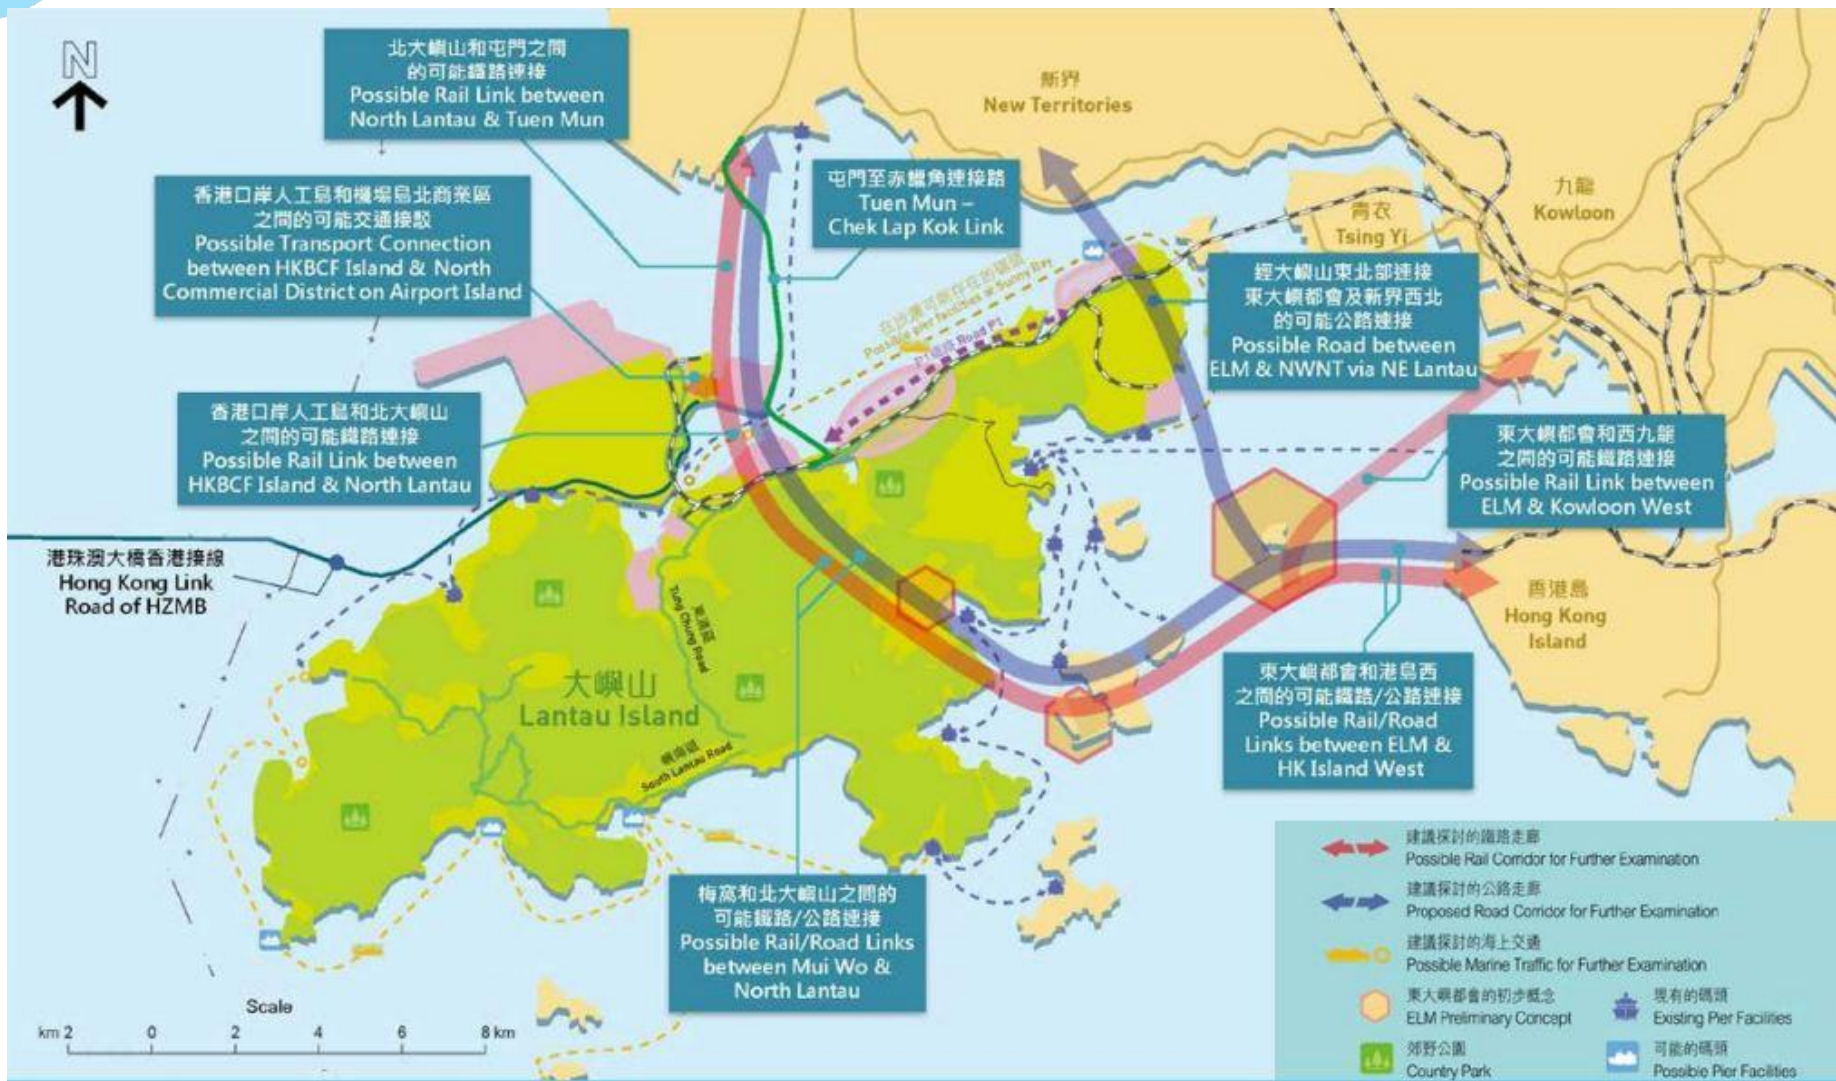 N
北大嶼山和屯門之間
的可能鐵路連接
Possible Rail Link between
North Lantau & Tuen Mun
香港口岸人工島和機場島北商業區
之間的可能交通接駁
Possible Transport Connection
between HKBCF Island & North
Commercial District on Airport Island
屯門至赤鱲角連接路
Tuen Mun –
Chek Lap Kok Link
新界
New Territories
青衣
Tsing Yi
九龍
Kowloon
經大嶼山東北部連接
東大嶼都會及新界西北
的可能公路連接
Possible Road between
ELM & NWNT via NE Lantau
Possible pier facilities in Sunny Bay
Road P1
香港口岸人工島和北大嶼山
之間的可能鐵路連接
Possible Rail Link between
HKBCF Island & North Lantau
東大嶼都會和西九龍
之間的可能鐵路連接
Possible Rail Link between
ELM & Kowloon West
港珠澳大橋香港接線
Hong Kong Link
Road of HZMB
Tung Chung Road
香港島
Hong Kong
Island
大嶼山
Lantau Island
South Lantau Road
東大嶼都會和港島西
之間的可能鐵路/公路連接
Possible Rail/Road
Links between ELM &
HK Island West
梅窩和北大嶼山之間的
可能鐵路/公路連接
Possible Rail/Road Links
between Mui Wo &
North Lantau
Scale
km 2 0 2 4 6 8 km
建議探討的鐵路走廊
Possible Rail Corridor for Further Examination
建議探討的公路走廊
Proposed Road Corridor for Further Examination
建議探討的海上交通
Possible Marine Traffic for Further Examination
東大嶼都會的初步概念
ELM Preliminary Concept
現有的碼頭
Existing Pier Facilities
郊野公園
Country Park
可能的碼頭
Possible Pier Facilities